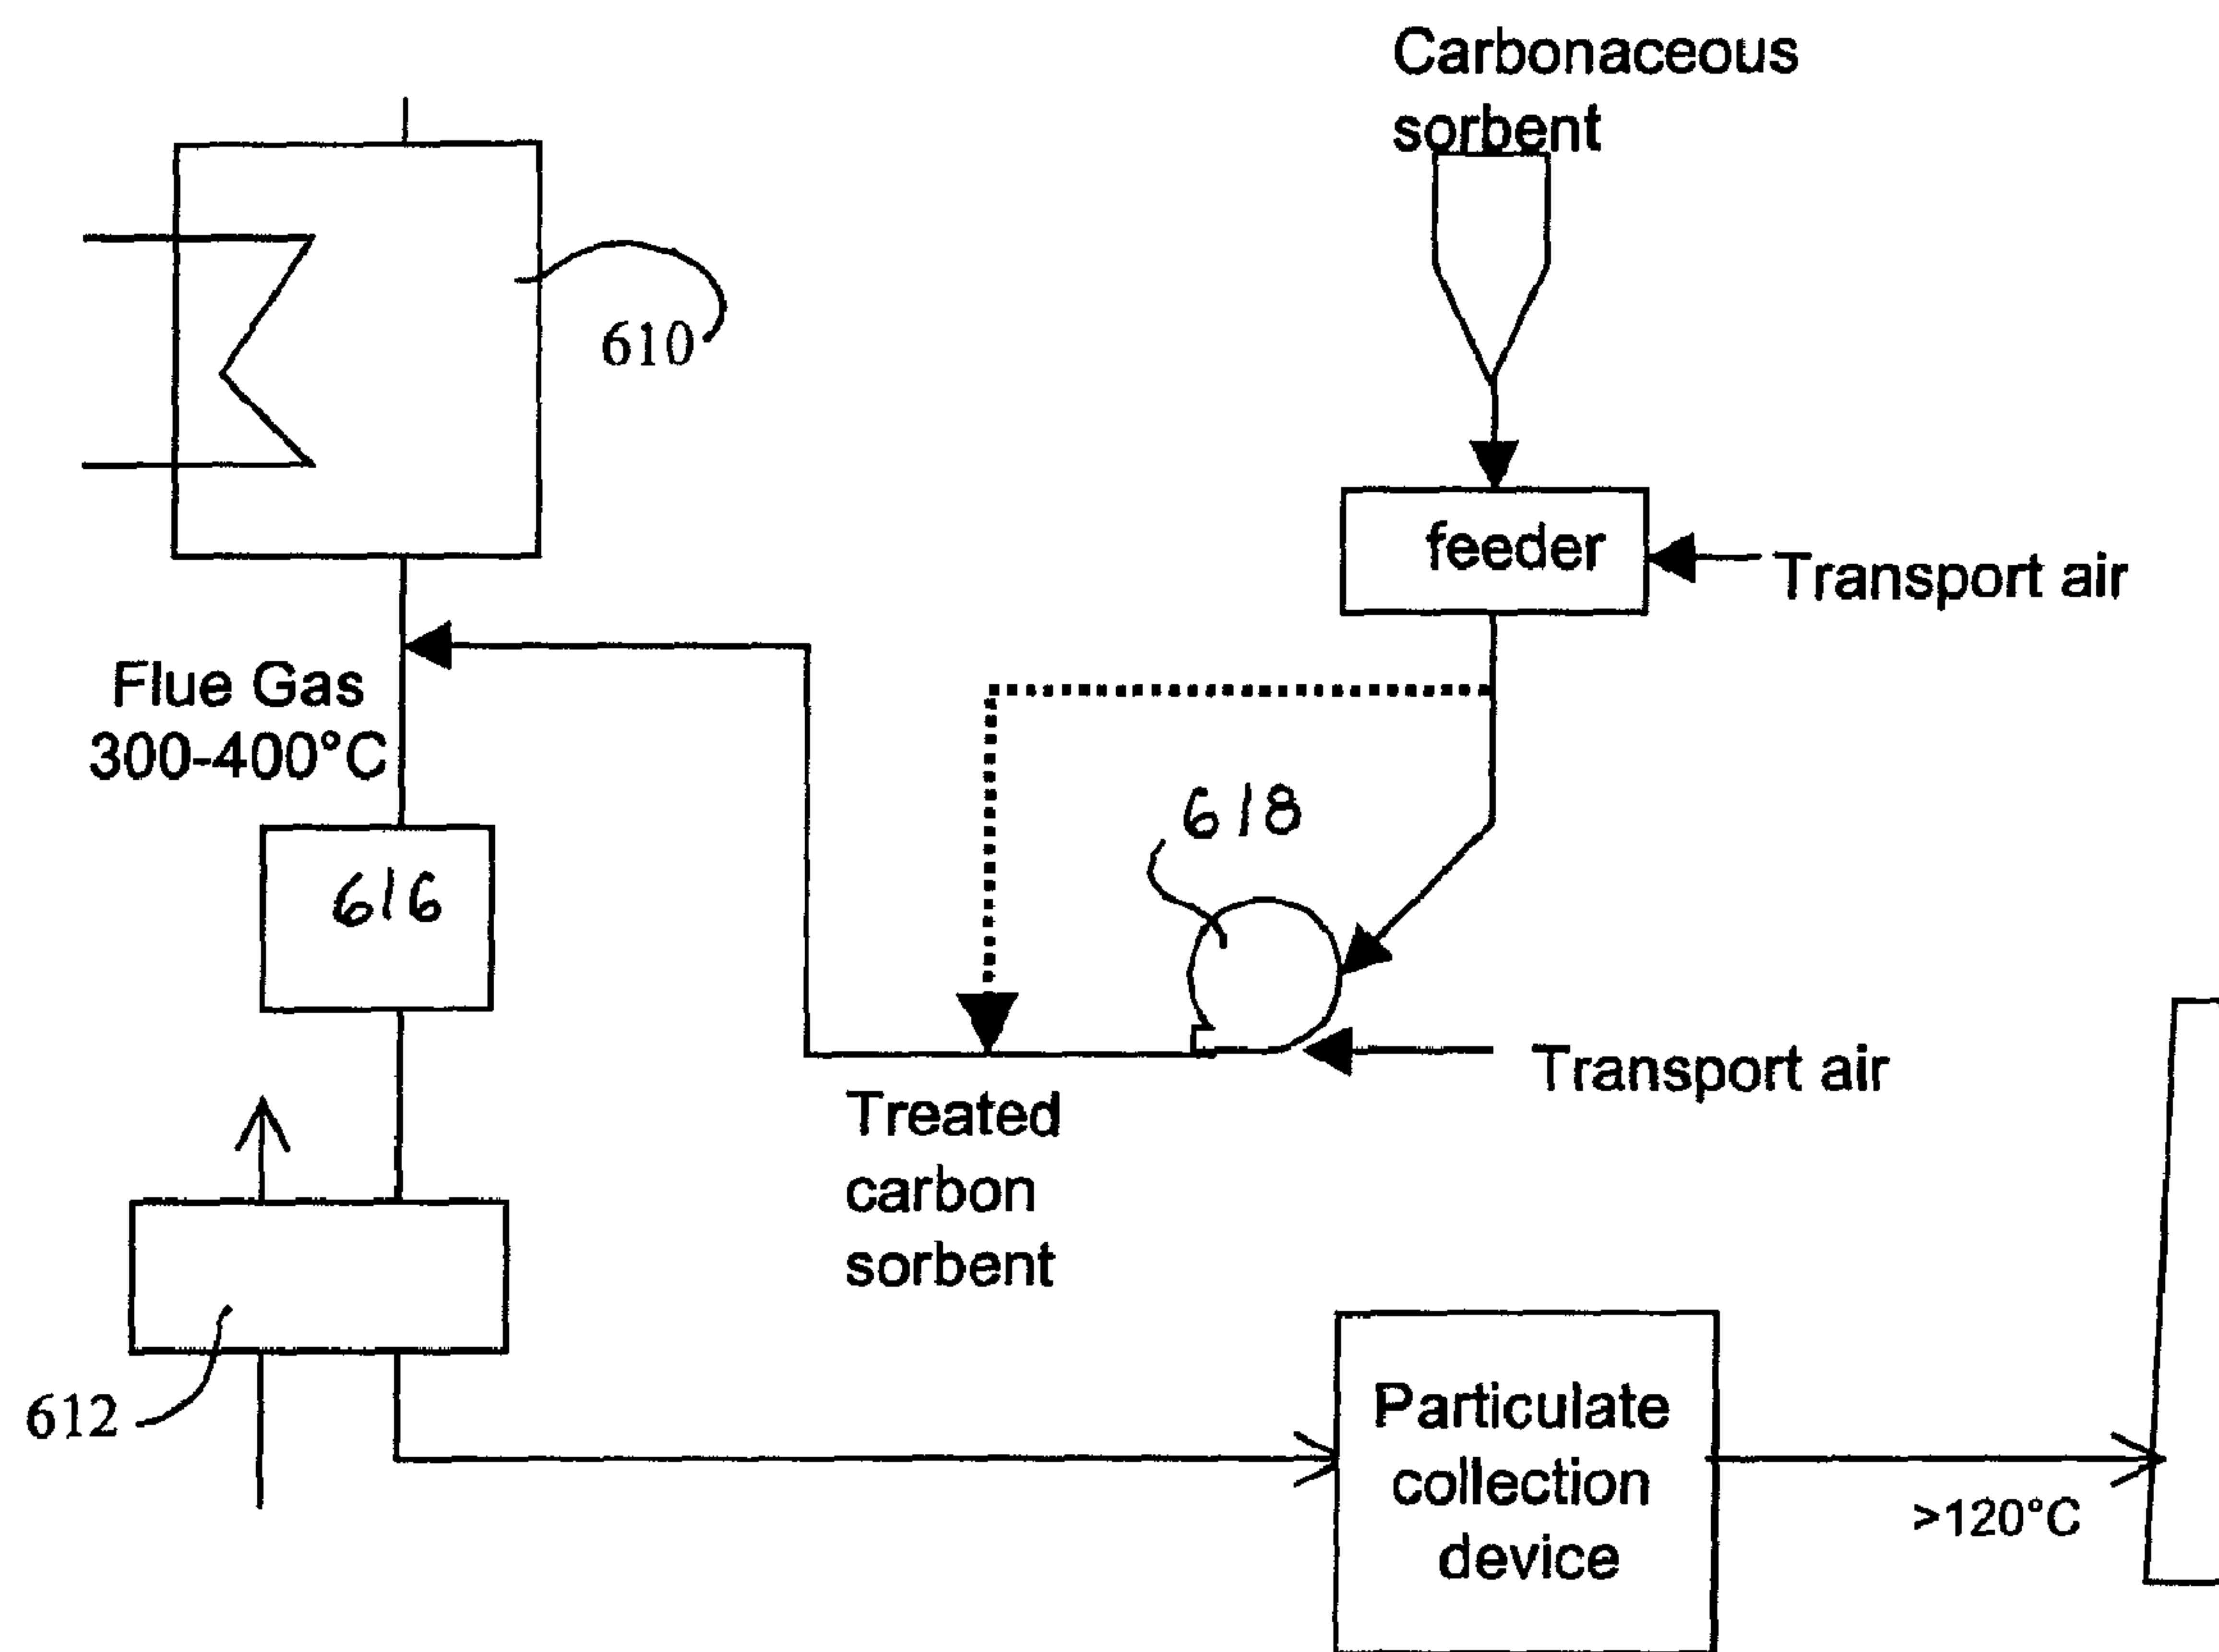 Carbonaceous
sorbent
610
feeder
Transport air
Flue Gas
300-400°C
618
616
Transport air
Treated
carbon
sorbent
612
Particulate
collection
device
>120°C